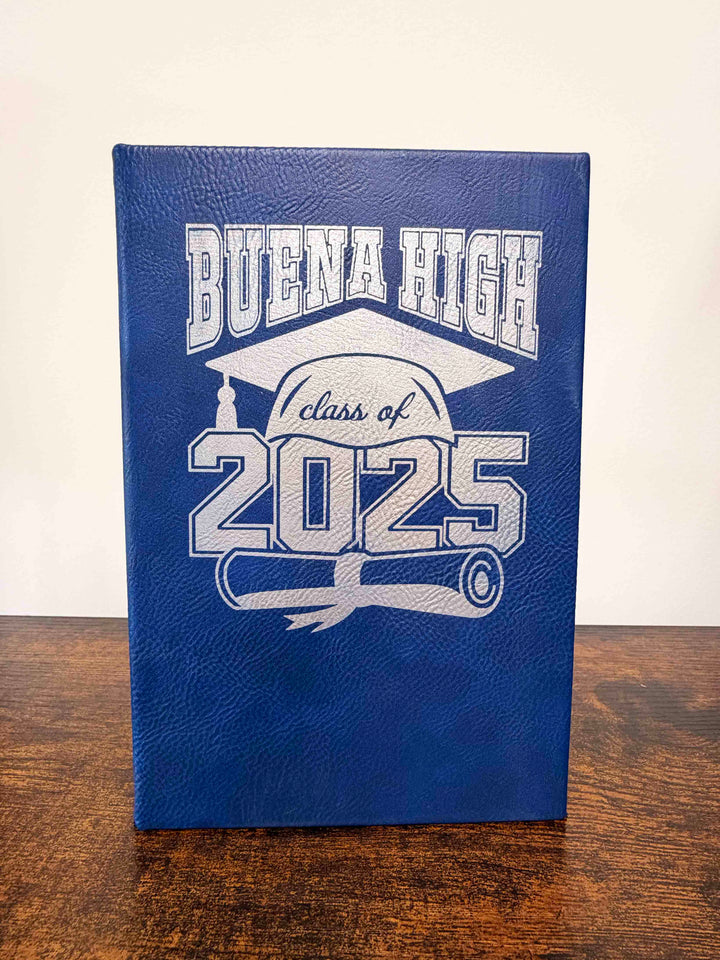 BUENA HIGH
class of
2025